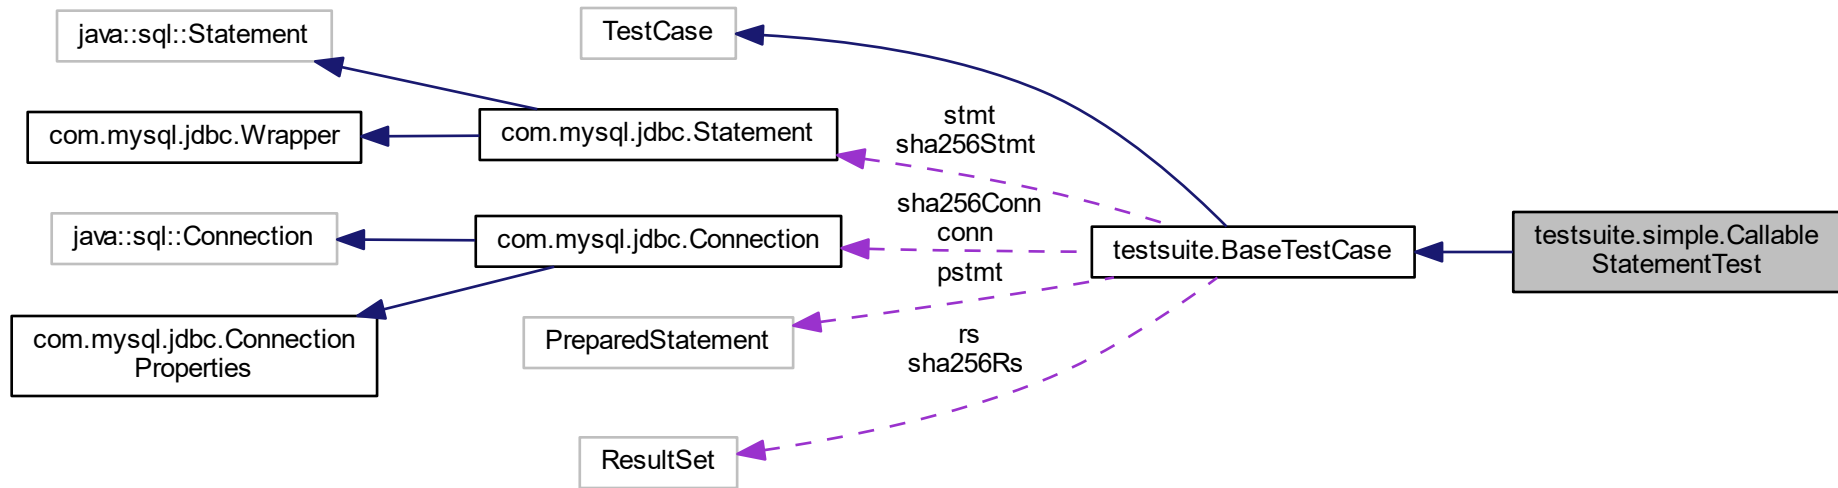 java::sql::Statement
TestCase
com.mysql.jdbc.Wrapper
com.mysql.jdbc.Statement
stmt
sha256Stmt
java::sql::Connection
com.mysql.jdbc.Connection
sha256Conn
conn
testsuite.BaseTestCase
testsuite.simple.Callable
StatementTest
pstmt
com.mysql.jdbc.Connection
Properties
PreparedStatement
rs
sha256Rs
ResultSet